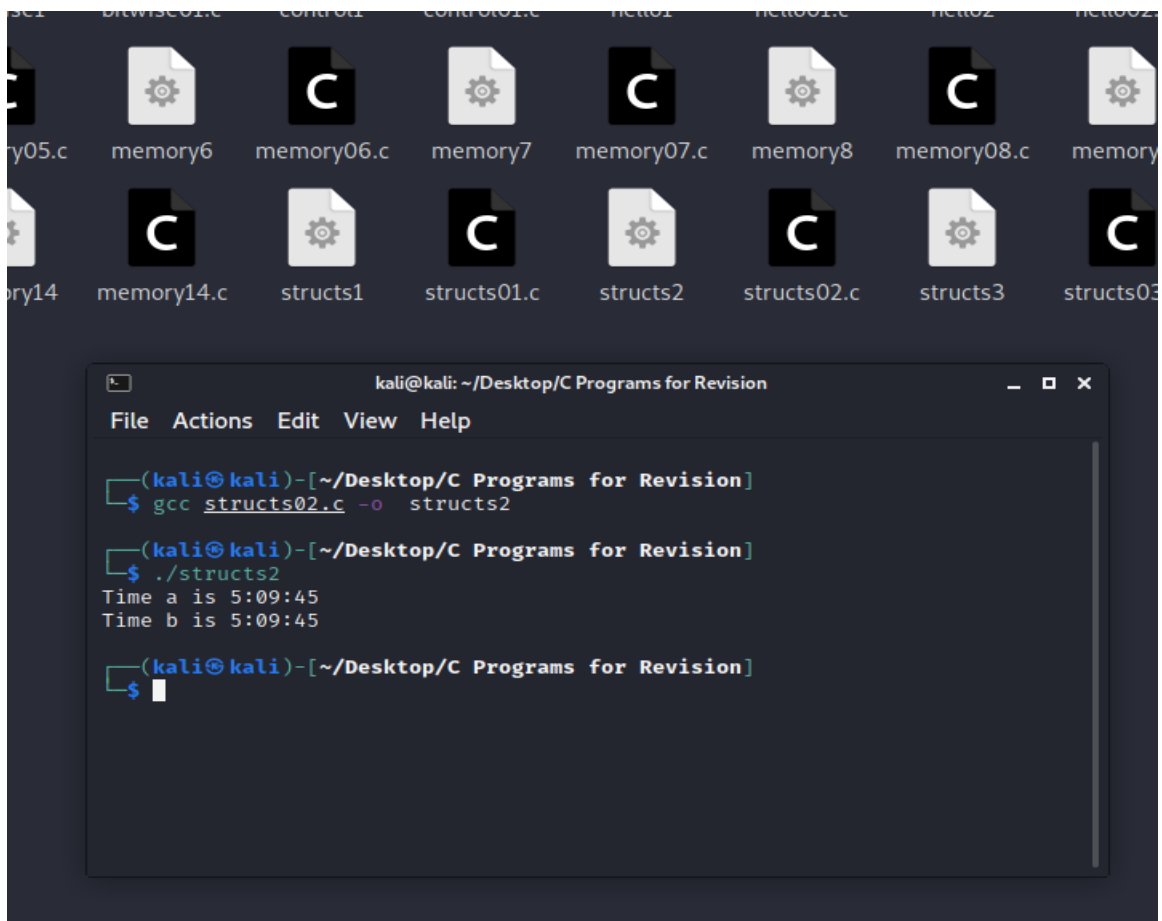 memory6 memory06.c memory7 memory07.c memory8 memory08.c
memory14.c structs1 structs01.c structs2 structs02.c structs3
kali@kali: ~/Desktop/C Programs for Revision
File Actions Edit View Help
┌──(kali㉿kali)-[~/Desktop/C Programs for Revision]
└─$ gcc structs02.c -o  structs2
┌──(kali㉿kali)-[~/Desktop/C Programs for Revision]
└─$ ./structs2
Time a is 5:09:45
Time b is 5:09:45
┌──(kali㉿kali)-[~/Desktop/C Programs for Revision]
└─$